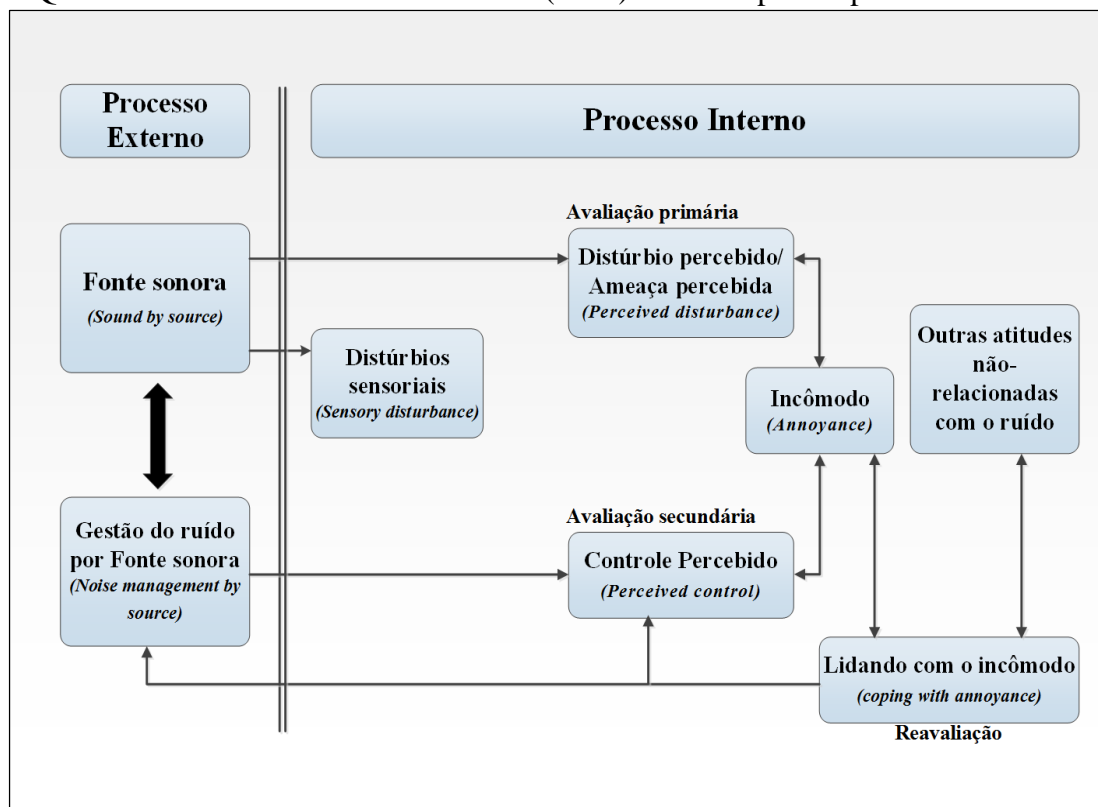 Processo
Externo
Processo Interno
Avaliação primária
Fonte sonora
(Sound by source)
Distúrbio percebido/
Ameaça percebida
(Perceived disturbance)
Distúrbios
sensoriais
(Sensory disturbance)
Outras atitudes
não-
relacionadas
com o ruído
Incômodo
(Annoyance)
Avaliação secundária
Gestão do ruído
por Fonte sonora
(Noise management by
source)
Controle Percebido
(Perceived control)
Lidando com o incômodo
(coping with annoyance)
Reavaliação